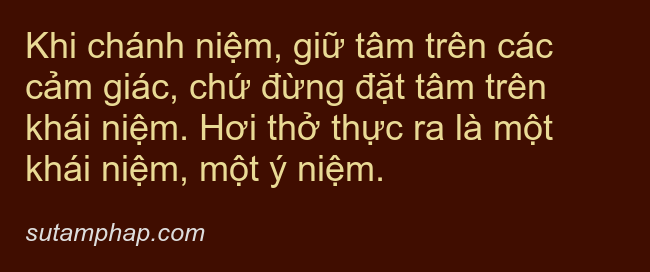 Khi chánh niệm, giữ tâm trên các
cảm giác, chứ đừng đặt tâm trên
khái niệm. Hơi thở thực ra là một
khái niệm, một ý niệm.
sutamphap.com